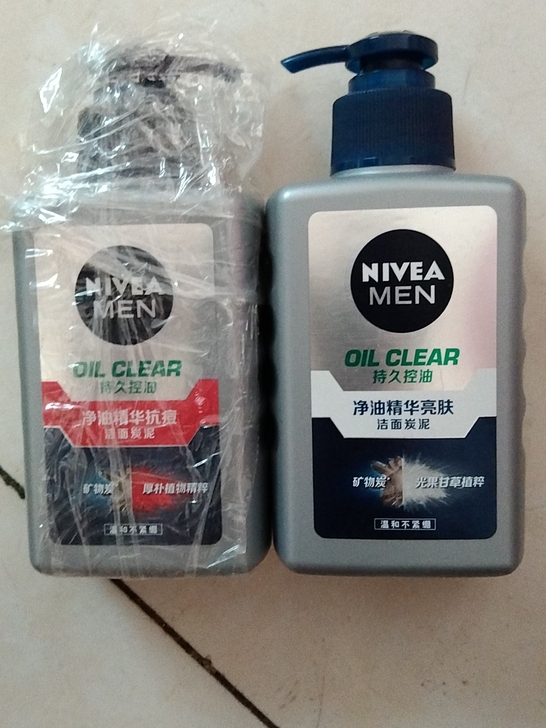 NIVEA
MEN
OIL CLEAR
持久控油
净油精华抗痘
洁面炭泥
矿物炭
厚朴植物精粹
温和不紧绷
NIVEA
MEN
OIL CLEAR
持久控油
净油精华亮肤
洁面炭泥
矿物炭
光果甘草植粹
温和不紧绷